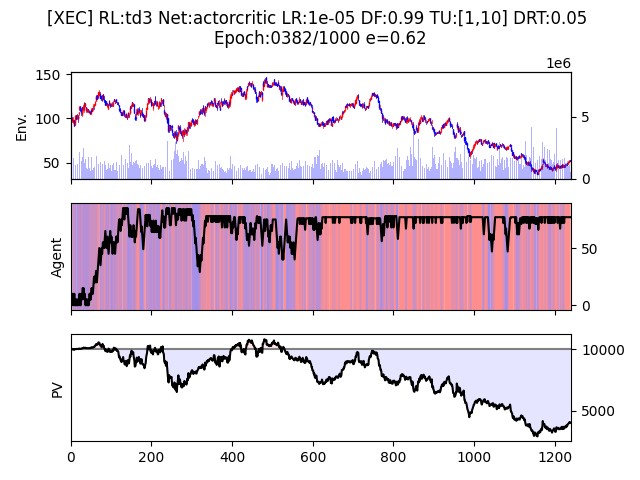 [XEC] RL:td3 Net:actorcritic LR:1e-05 DF:0.99 TU:[1,10] DRT:0.05
Epoch:0382/1000 e=0.62
1e6
150
100
50
Env.
5
0
Agent
50
0
PV
10000
5000
0 200 400 600 800 1000 1200